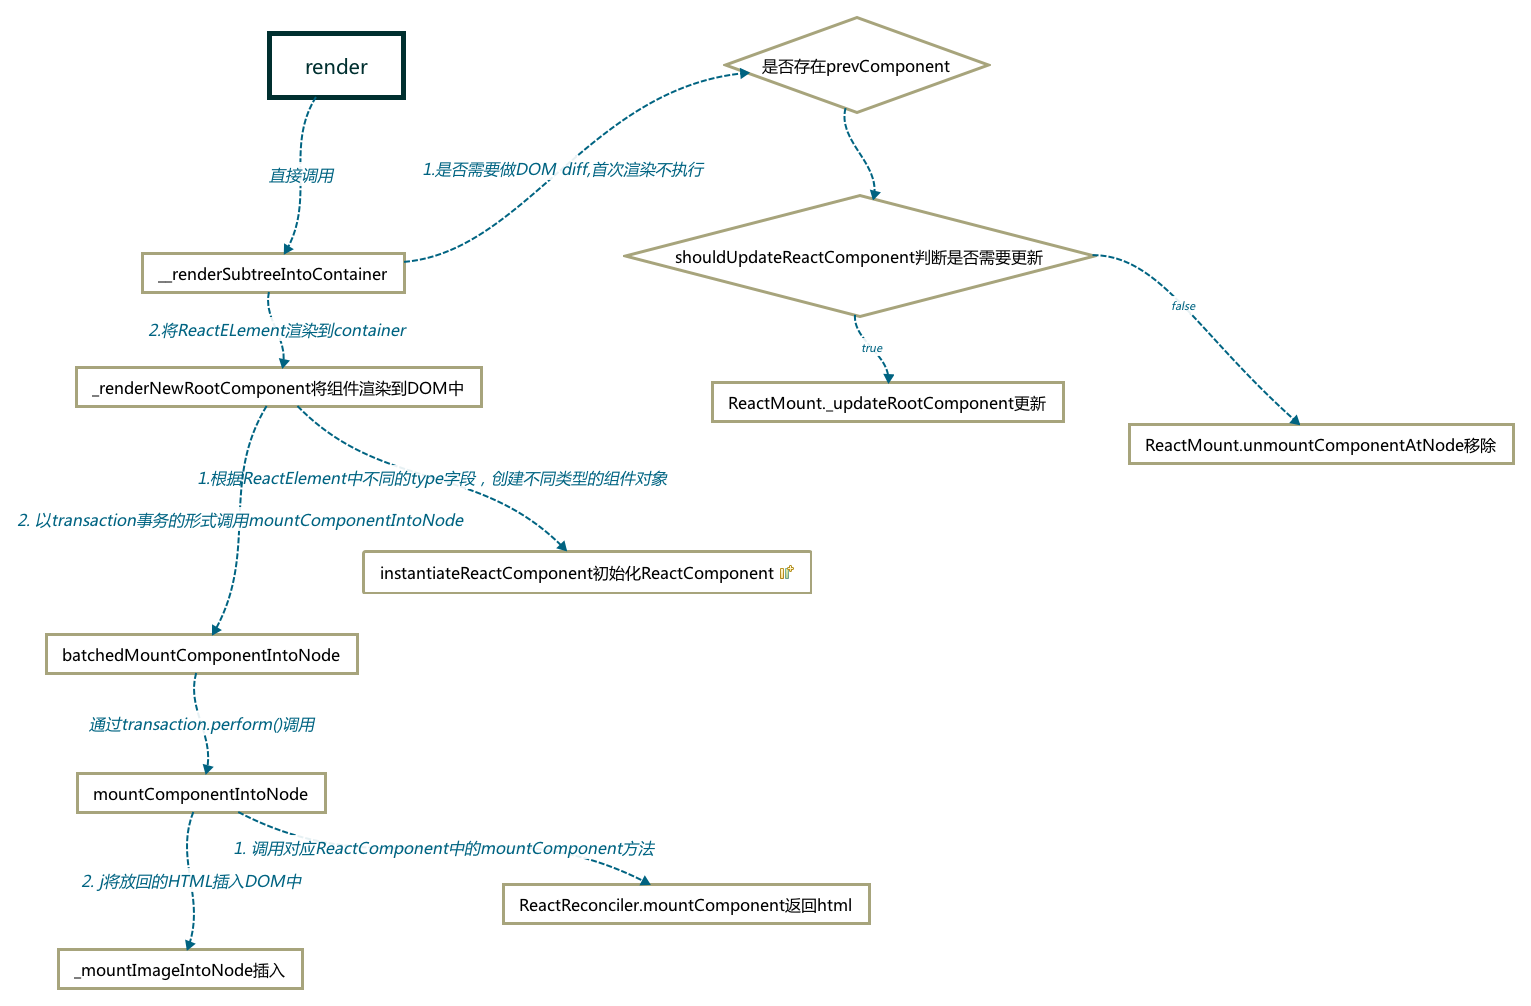 render
是否存在prevComponent
直接调用
1.是否需要做DOM diff,首次渲染不执行
__renderSubtreeIntoContainer
shouldUpdateReactComponent判断是否需要更新
false
2.将ReactELement渲染到container
true
_renderNewRootComponent将组件渲染到DOM中
ReactMount._updateRootComponent更新
ReactMount.unmountComponentAtNode移除
1.根据ReactElement中不同的type字段，创建不同类型的组件对象
2. 以transaction事务的形式调用mountComponentIntoNode
instantiateReactComponent初始化ReactComponent
batchedMountComponentIntoNode
通过transaction.perform()调用
mountComponentIntoNode
1. 调用对应ReactComponent中的mountComponent方法
2. j将放回的HTML插入DOM中
ReactReconciler.mountComponent返回html
_mountImageIntoNode插入